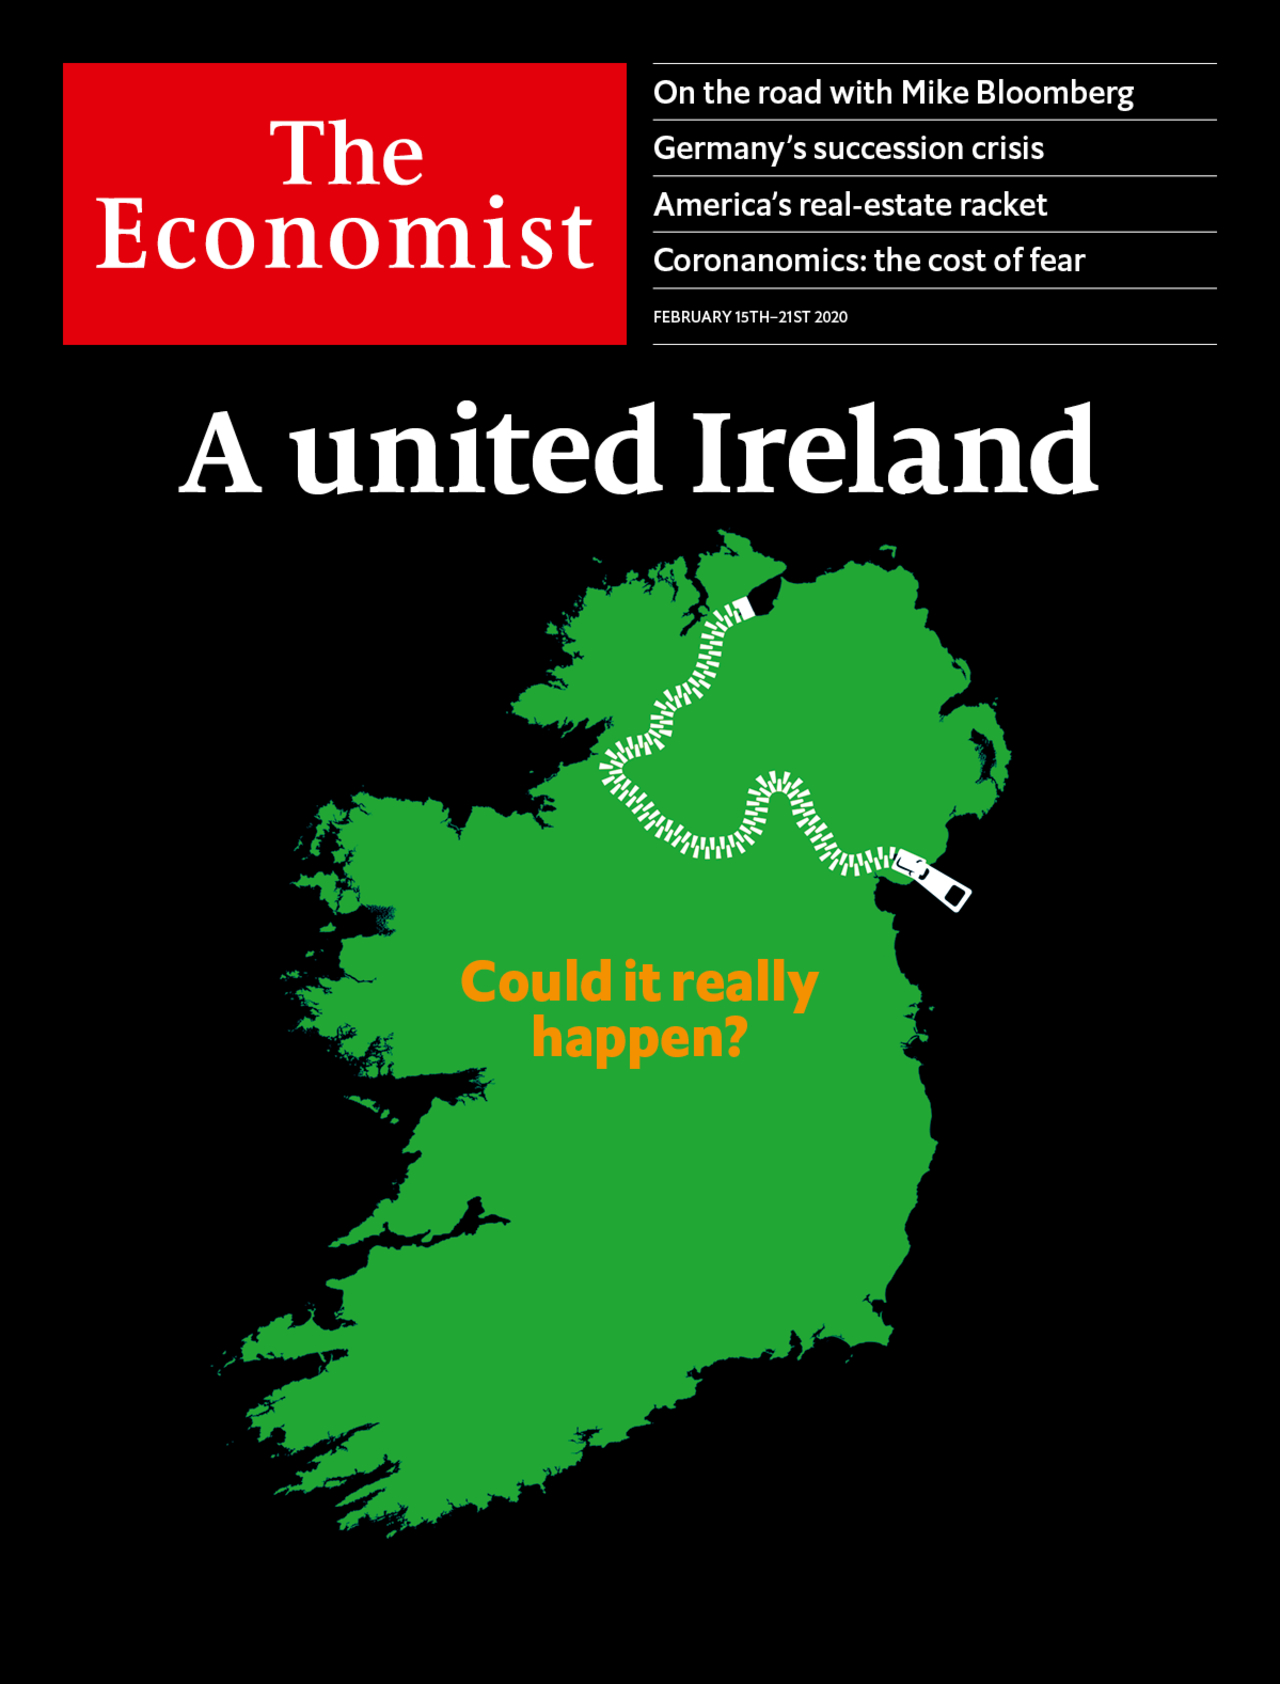 The
Economist
On the road with Mike Bloomberg
Germany’s succession crisis
America’s real-estate racket
Coronanomics: the cost of fear
FEBRUARY 15TH–21ST 2020
A united Ireland
Could it really
happen?